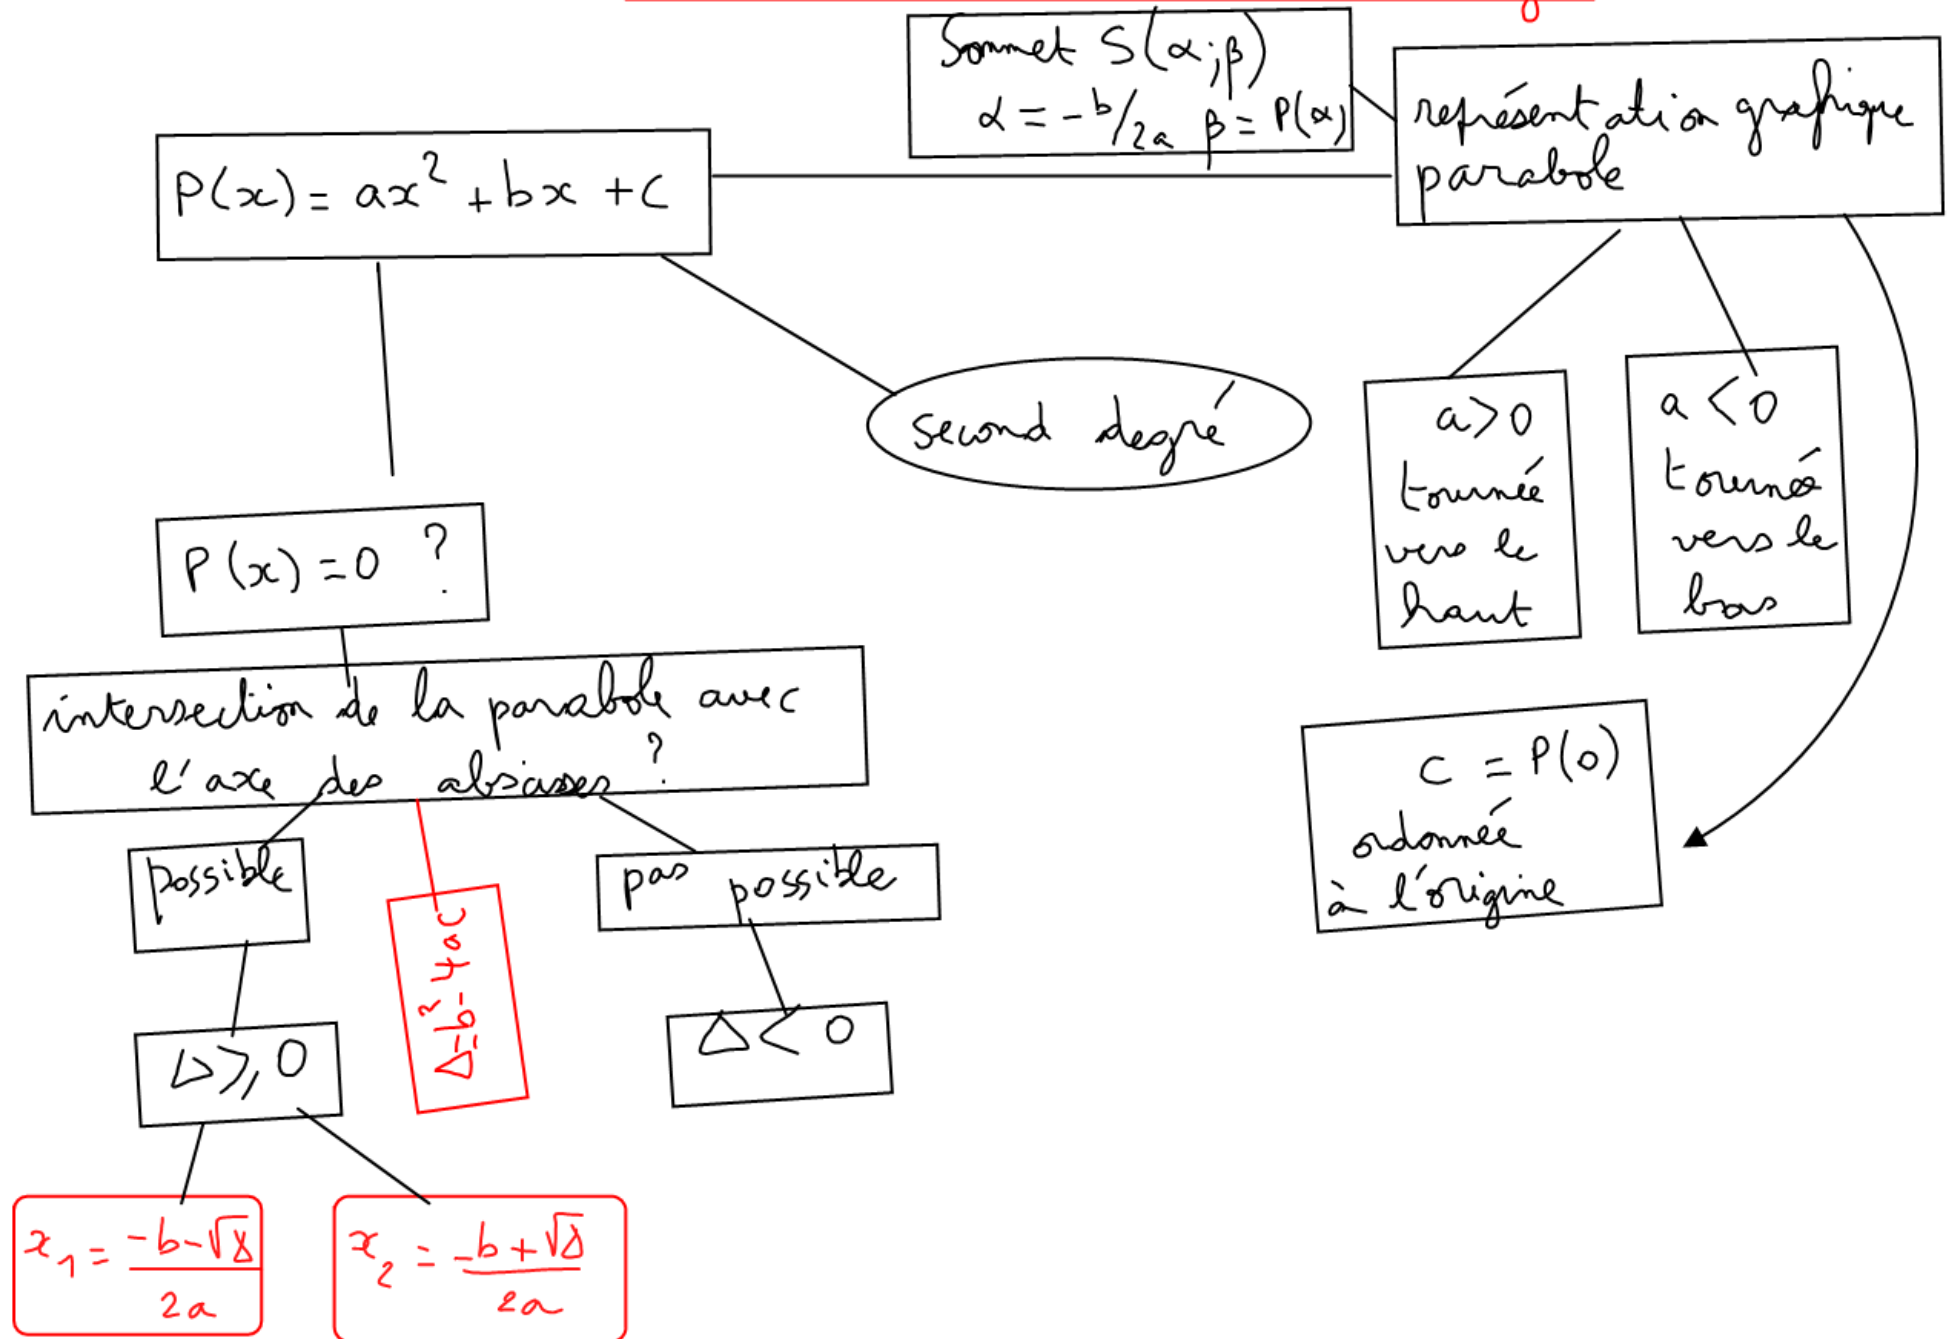 Sommet S(α;β)
α = -b/2a β = P(α)
représentation grafique
parabole
P(x) = ax² + bx + c
second degré
a>0
tournée
vers le
haut
a<0
tournée
vers le
bas
P(x) = 0 ?
intersection de la parabole avec
l'axe des abscisses ?
c = P(0)
ordonnée
à l'origine
possible
Δ=b²-4ac
pas possible
Δ≥0
Δ<0
x₁ = (-b-√Δ)/2a
x₂ = (-b+√Δ)/2a